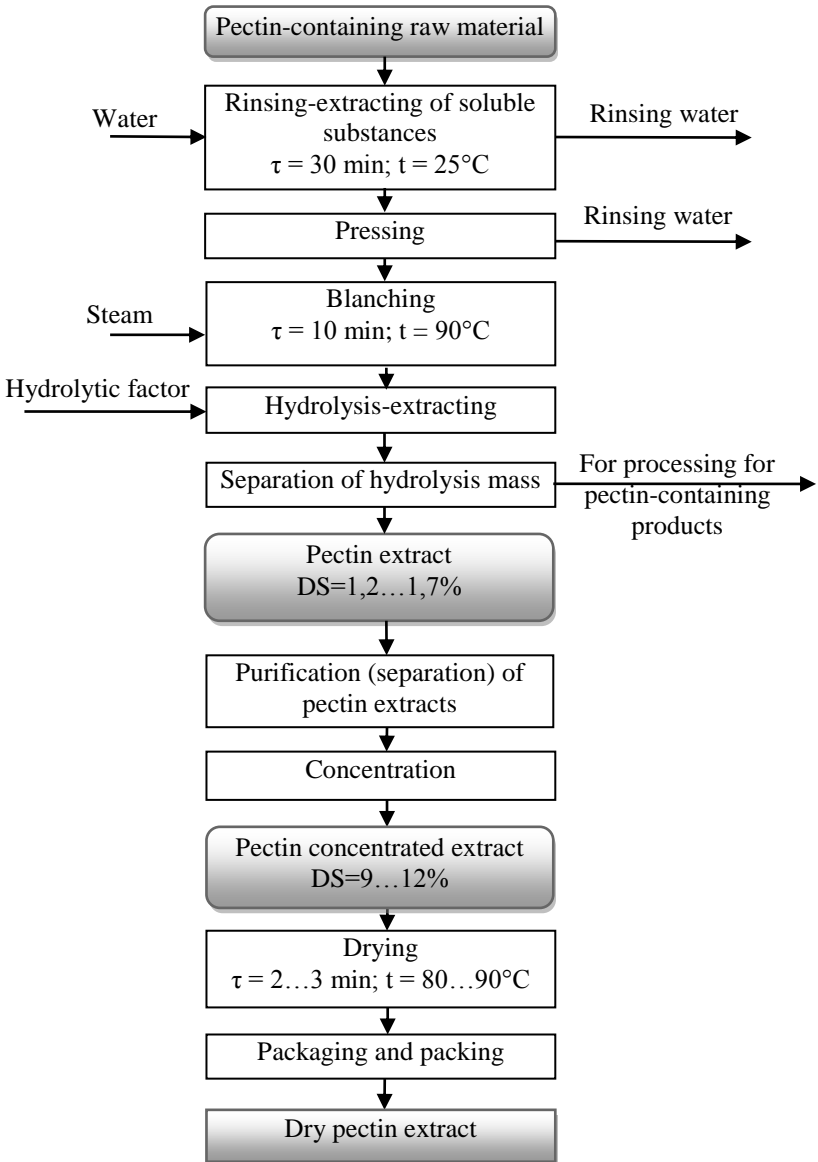 Pectin-containing raw material
Water
Rinsing-extracting of soluble
substances
τ = 30 min; t = 25°C
Rinsing water
Pressing
Rinsing water
Steam
Blanching
τ = 10 min; t = 90°C
Hydrolytic factor
Hydrolysis-extracting
Separation of hydrolysis mass
For processing for
pectin-containing
products
Pectin extract
DS=1,2…1,7%
Purification (separation) of
pectin extracts
Concentration
Pectin concentrated extract
DS=9…12%
Drying
τ = 2…3 min; t = 80…90°C
Packaging and packing
Dry pectin extract